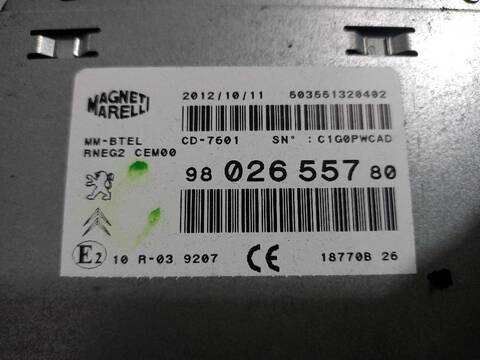 MAGNETI
MARELLI
2012/10/11 603561320402
MM-BTEL CD-7601 SN° : C1G0PWCAD
RNEG2 CEM00
98 026 557 80
E2 10 R-03 9207 CE 18770B 26